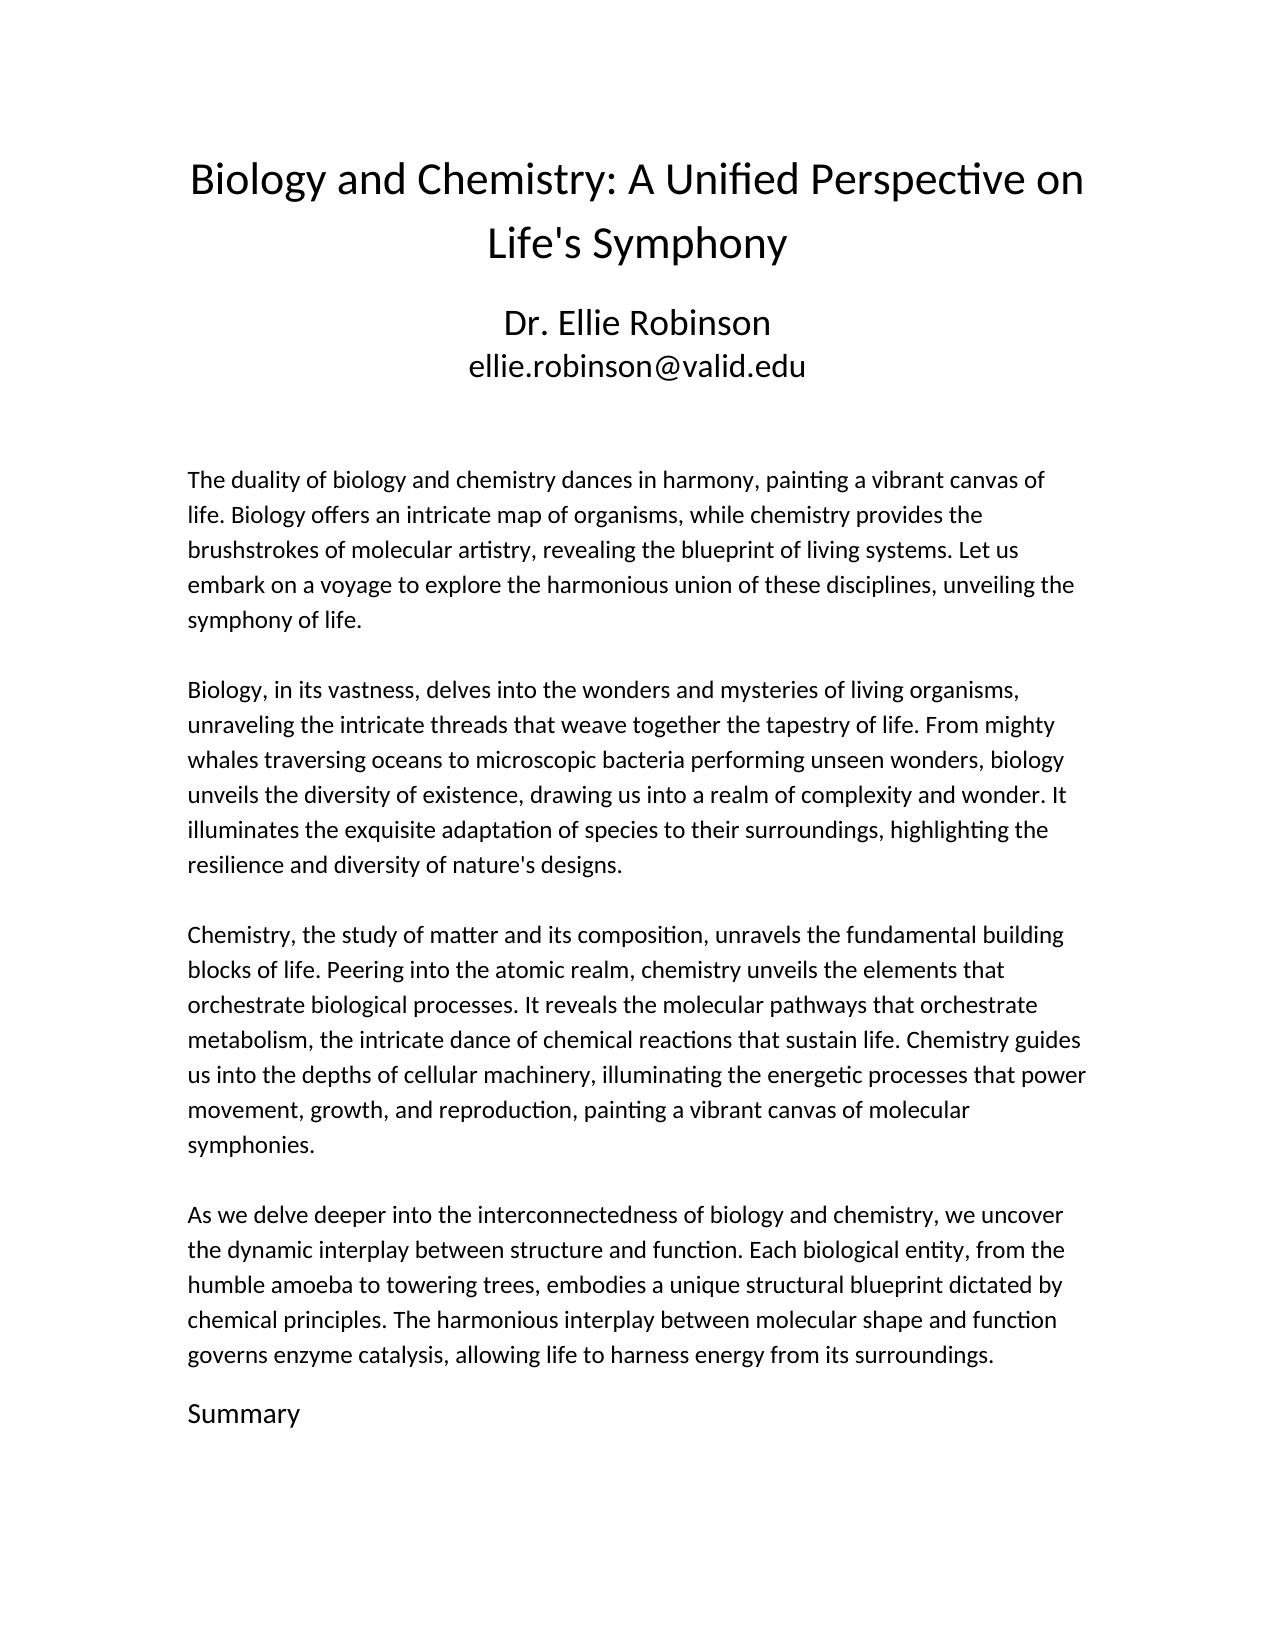 Biology and Chemistry: A Unified Perspective on
Life's Symphony
Dr. Ellie Robinson
ellie.robinson@valid.edu
The duality of biology and chemistry dances in harmony, painting a vibrant canvas of
life. Biology offers an intricate map of organisms, while chemistry provides the
brushstrokes of molecular artistry, revealing the blueprint of living systems. Let us
embark on a voyage to explore the harmonious union of these disciplines, unveiling the
symphony of life.
Biology, in its vastness, delves into the wonders and mysteries of living organisms,
unraveling the intricate threads that weave together the tapestry of life. From mighty
whales traversing oceans to microscopic bacteria performing unseen wonders, biology
unveils the diversity of existence, drawing us into a realm of complexity and wonder. It
illuminates the exquisite adaptation of species to their surroundings, highlighting the
resilience and diversity of nature's designs.
Chemistry, the study of matter and its composition, unravels the fundamental building
blocks of life. Peering into the atomic realm, chemistry unveils the elements that
orchestrate biological processes. It reveals the molecular pathways that orchestrate
metabolism, the intricate dance of chemical reactions that sustain life. Chemistry guides
us into the depths of cellular machinery, illuminating the energetic processes that power
movement, growth, and reproduction, painting a vibrant canvas of molecular
symphonies.
As we delve deeper into the interconnectedness of biology and chemistry, we uncover
the dynamic interplay between structure and function. Each biological entity, from the
humble amoeba to towering trees, embodies a unique structural blueprint dictated by
chemical principles. The harmonious interplay between molecular shape and function
governs enzyme catalysis, allowing life to harness energy from its surroundings.
Summary